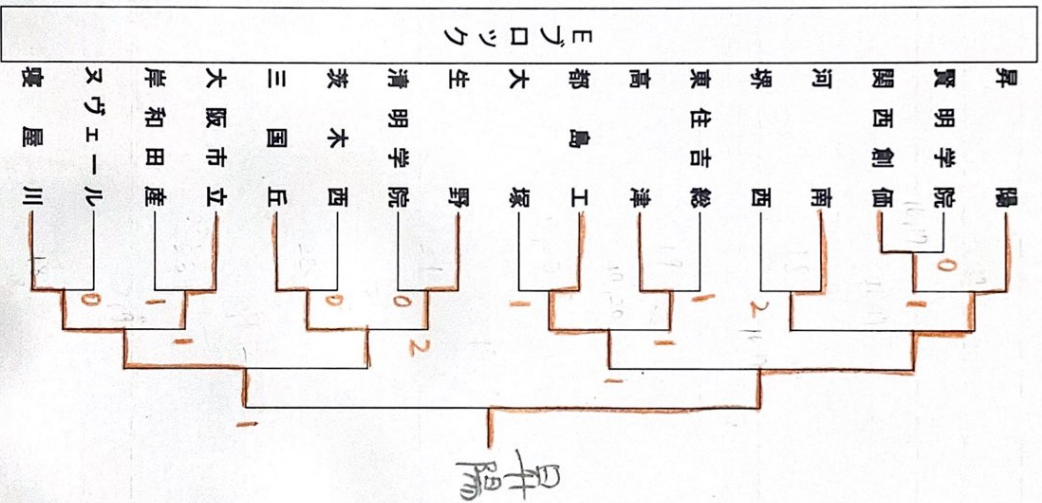 Eブロック
昇陽
賢明学院
関西創価
河南
堺西
東住吉総
高津
都島工
大塚
生野
清明学院
茨木西
三国丘
大阪市立
岸和田産
ヌヴェール
寝屋川
0
1
2
1
1
1
1
0
2
0
1
1
0
1
昇陽